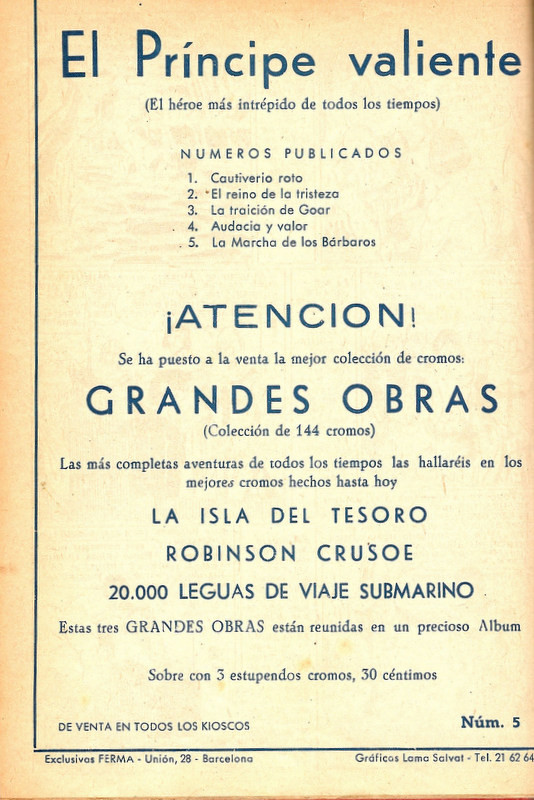 El Príncipe valiente
(El héroe más intrépido de todos los tiempos)
NUMEROS PUBLICADOS
1. Cautiverio roto
2. El reino de la tristeza
3. La traición de Goar
4. Audacia y valor
5. La Marcha de los Bárbaros
¡ATENCION!
Se ha puesto a la venta la mejor colección de cromos:
GRANDES OBRAS
(Colección de 144 cromos)
Las más completas aventuras de todos los tiempos las hallaréis en los
mejores cromos hechos hasta hoy
LA ISLA DEL TESORO
ROBINSON CRUSOE
20.000 LEGUAS DE VIAJE SUBMARINO
Estas tres GRANDES OBRAS están reunidas en un precioso Album
Sobre con 3 estupendos cromos, 30 céntimos
DE VENTA EN TODOS LOS KIOSCOS
Núm. 5
Exclusivos FERMA - Unión, 28 - Barcelona
Gráficos Lama Salvat - Tel. 21 62 64